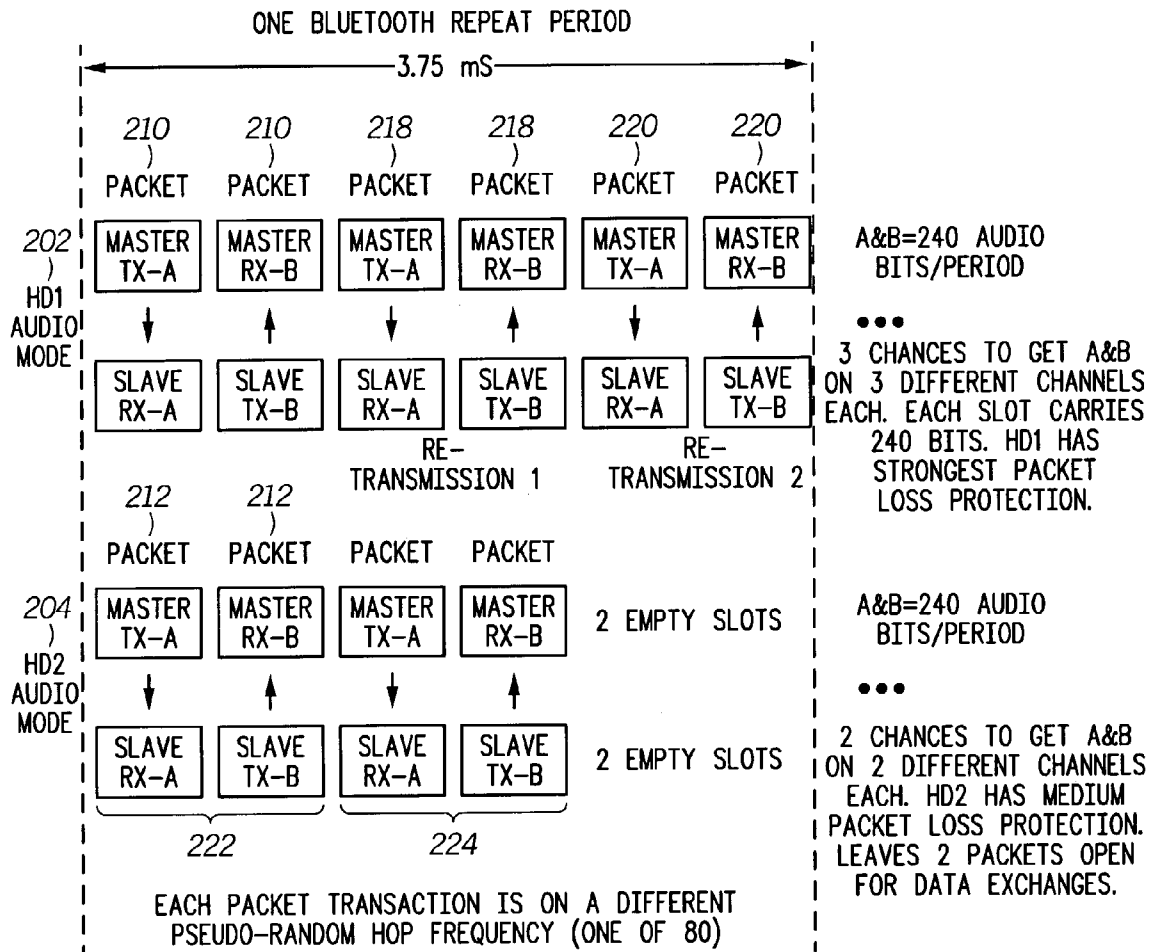 ONE BLUETOOTH REPEAT PERIOD
3.75 mS
210 210 218 218 220 220
PACKET PACKET PACKET PACKET PACKET PACKET
202
HD1
AUDIO
MODE
MASTER MASTER MASTER MASTER MASTER MASTER
TX-A RX-B TX-A RX-B TX-A RX-B
A&B=240 AUDIO
BITS/PERIOD
SLAVE SLAVE SLAVE SLAVE SLAVE SLAVE
RX-A TX-B RX-A TX-B RX-A TX-B
3 CHANCES TO GET A&B
ON 3 DIFFERENT CHANNELS
EACH. EACH SLOT CARRIES
240 BITS. HD1 HAS
STRONGEST PACKET
LOSS PROTECTION.
RE-
TRANSMISSION 1
RE-
TRANSMISSION 2
212 212
PACKET PACKET PACKET PACKET
204
HD2
AUDIO
MODE
MASTER MASTER MASTER MASTER
TX-A RX-B TX-A RX-B
2 EMPTY SLOTS
A&B=240 AUDIO
BITS/PERIOD
SLAVE SLAVE SLAVE SLAVE
RX-A TX-B RX-A TX-B
2 EMPTY SLOTS
2 CHANCES TO GET A&B
ON 2 DIFFERENT CHANNELS
EACH. HD2 HAS MEDIUM
PACKET LOSS PROTECTION.
LEAVES 2 PACKETS OPEN
FOR DATA EXCHANGES.
222 224
EACH PACKET TRANSACTION IS ON A DIFFERENT
PSEUDO-RANDOM HOP FREQUENCY (ONE OF 80)